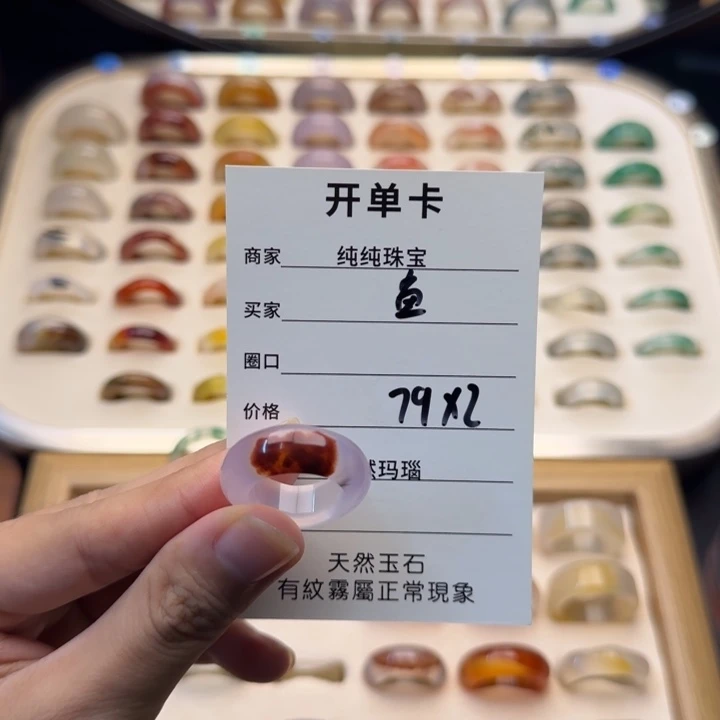 开单卡
商家 纯纯珠宝
买家
圈口
价格 79x2
然玛瑙
天然玉石
有紋霧屬正常現象